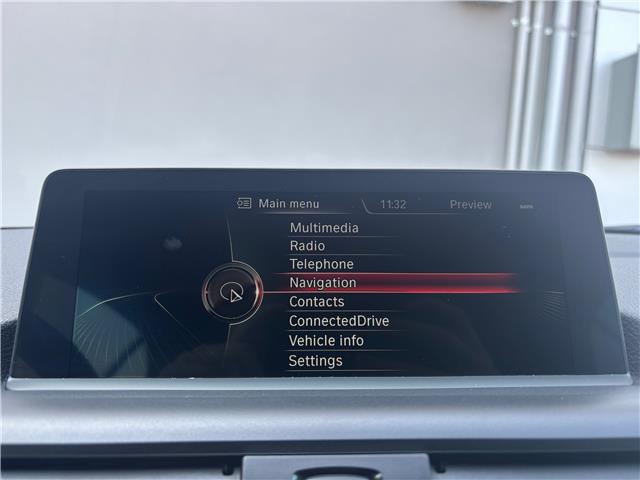 Main menu 11:32 Preview
Multimedia
Radio
Telephone
Navigation
Contacts
ConnectedDrive
Vehicle info
Settings